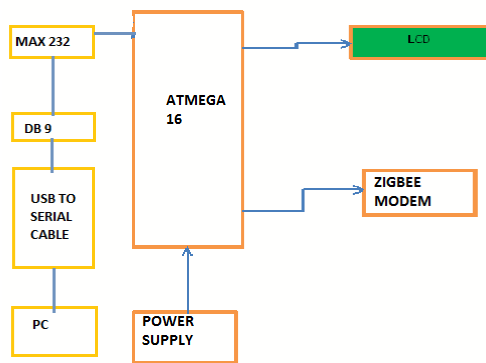 MAX 232
LCD
ATMEGA
16
DB 9
USB TO
SERIAL
CABLE
ZIGBEE
MODEM
PC
POWER
SUPPLY